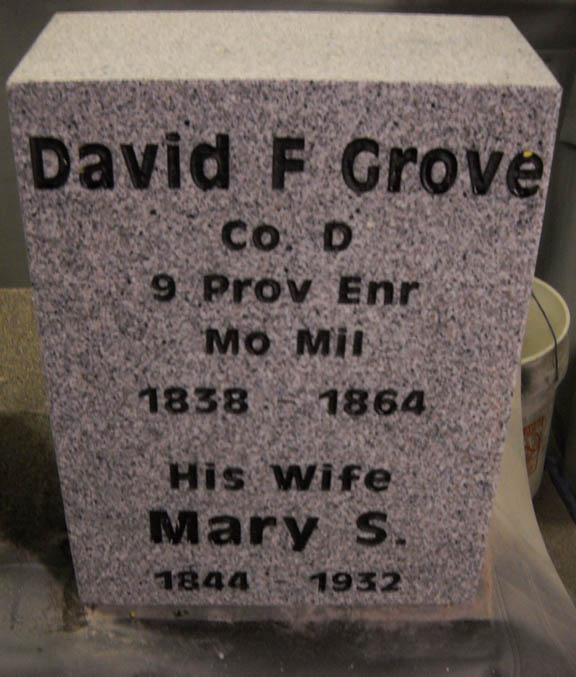 David F Grove
Co. D
9 Prov Enr
Mo Mil
1838 - 1864
His Wife
Mary S.
1844 - 1932